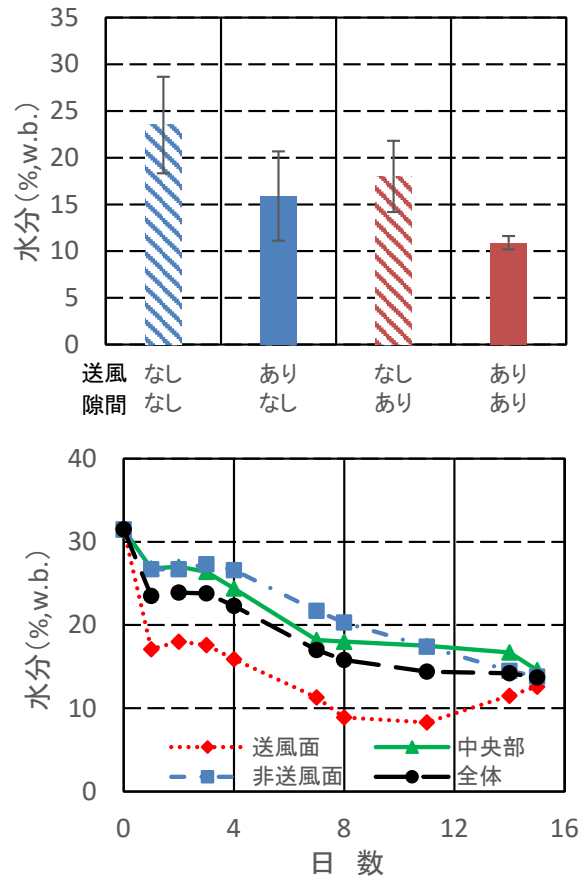 35
30
25
20
15
10
5
0
水分(%,w.b.)
送風 なし あり なし あり
隙間 なし なし あり あり
40
30
20
10
0
水分(%,w.b.)
送風面 中央部
非送風面 全体
0 4 8 12 16
日 数